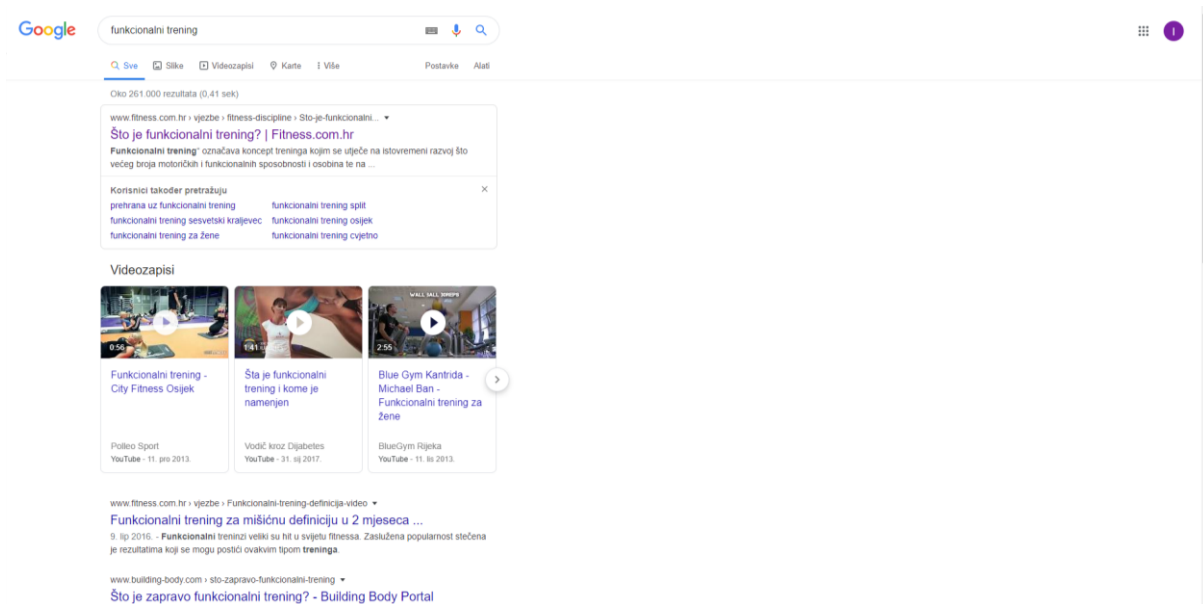 Google
funkcionalni trening
I
Sve Slike Videozapisi Karte Više Postavke Alati
Oko 261.000 rezultata (0,41 sek)
www.fitness.com.hr › vjezbe › fitness-discipline › Sto-je-funkcionalni...
Što je funkcionalni trening? | Fitness.com.hr
Funkcionalni trening" označava koncept treninga kojim se utječe na istovremeni razvoj što
većeg broja motoričkih i funkcionalnih sposobnosti i osobina te na ...
Korisnici također pretražuju
prehrana uz funkcionalni trening funkcionalni trening split
funkcionalni trening sesvetski kraljevec funkcionalni trening osijek
funkcionalni trening za žene funkcionalni trening cvjetno
Videozapisi
WALL BALL 30REPS
0:56 1:41 2:55
Funkcionalni trening -
City Fitness Osijek
Polleo Sport
YouTube - 11. pro 2013.
Šta je funkcionalni
trening i kome je
namenjen
Vodič kroz Dijabetes
YouTube - 31. sij 2017.
Blue Gym Kantrida -
Michael Ban -
Funkcionalni trening za
žene
BlueGym Rijeka
YouTube - 11. lis 2013.
www.fitness.com.hr › vjezbe › Funkcionalni-trening-definicija-video
Funkcionalni trening za mišićnu definiciju u 2 mjeseca ...
9. lip 2016. - Funkcionalni treninzi veliki su hit u svijetu fitnessa. Zaslužena popularnost stečena
je rezultatima koji se mogu postići ovakvim tipom treninga.
www.building-body.com › sto-zapravo-funkcionalni-trening
Što je zapravo funkcionalni trening? - Building Body Portal